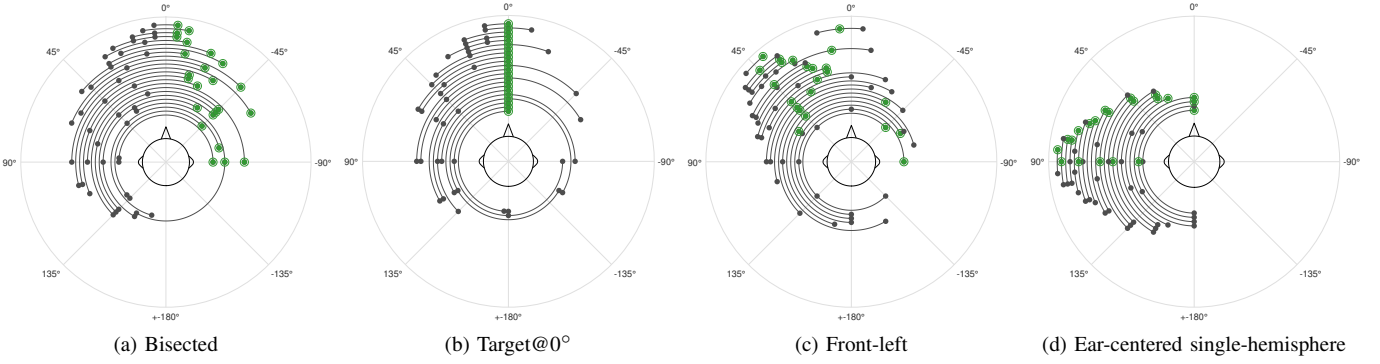 0° 0° 0° 0°
45° -45° 45° -45° 45° -45° 45° -45°
90° -90° 90° -90° 90° -90° 90° -90°
135° -135° 135° -135° 135° -135° 135° -135°
+-180° +-180° +-180° +-180°
(a) Bisected (b) Target@0° (c) Front-left (d) Ear-centered single-hemisphere